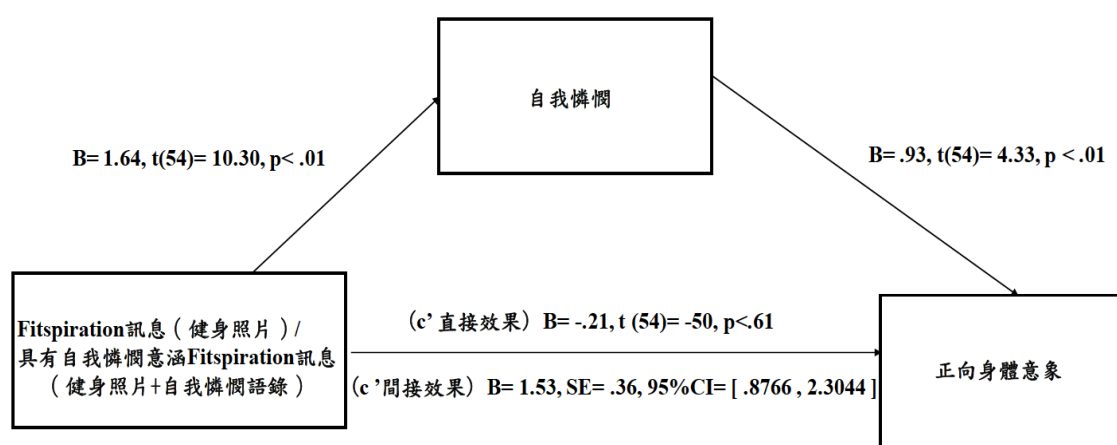 自我憐憫
B= 1.64, t(54)= 10.30, p< .01
B= .93, t(54)= 4.33, p < .01
Fitspiration訊息（健身照片）/
具有自我憐憫意涵Fitspiration訊息
（健身照片+自我憐憫語錄）
（c’直接效果）B= -.21, t (54)= -50, p<.61
（c’間接效果）B= 1.53, SE= .36, 95%CI= [ .8766 , 2.3044 ]
正向身體意象